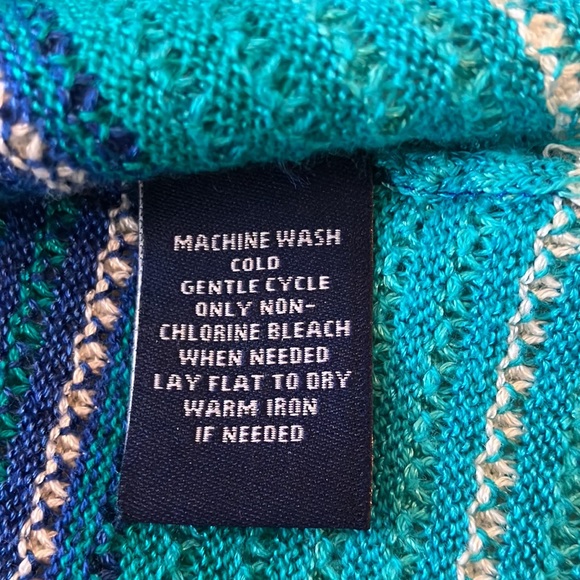 MACHINE WASH
COLD
GENTLE CYCLE
ONLY NON-
CHLORINE BLEACH
WHEN NEEDED
LAY FLAT TO DRY
WARM IRON
IF NEEDED